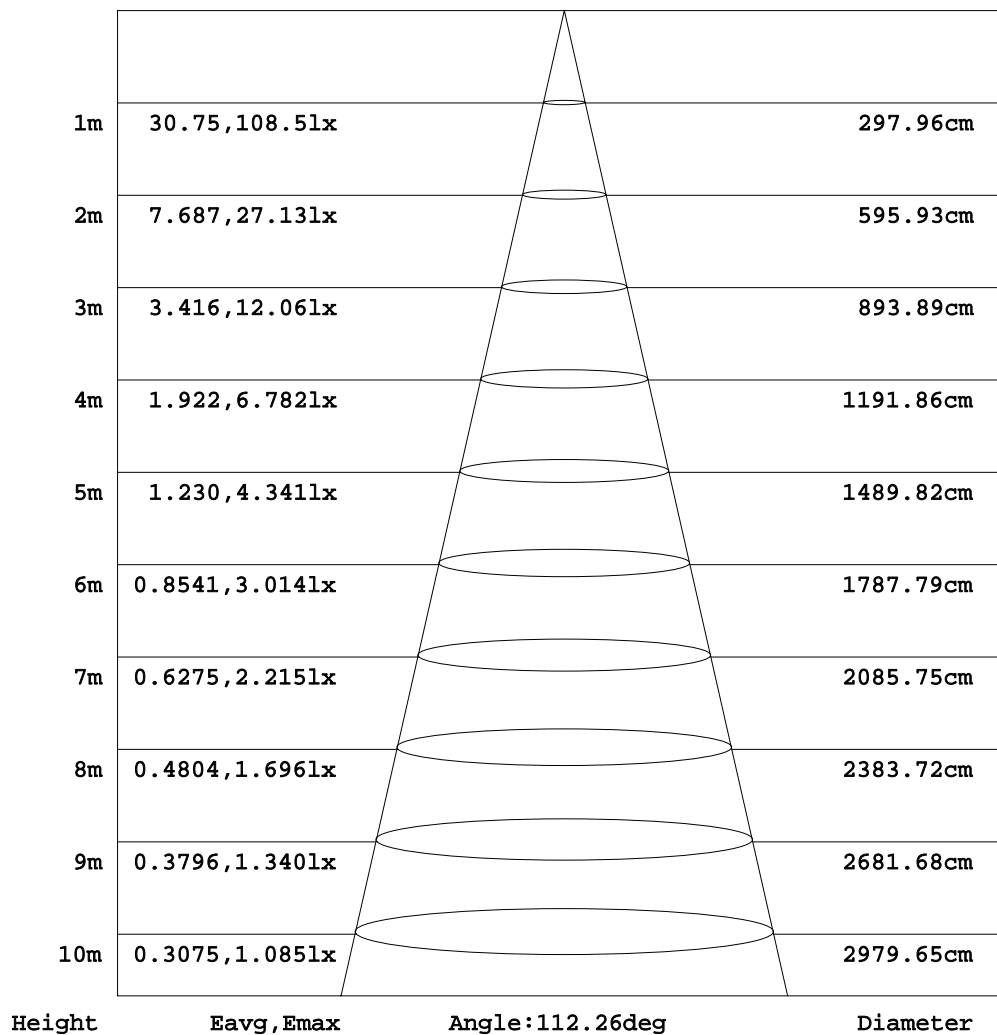 1m 30.75,108.5lx 297.96cm
2m 7.687,27.13lx 595.93cm
3m 3.416,12.06lx 893.89cm
4m 1.922,6.782lx 1191.86cm
5m 1.230,4.341lx 1489.82cm
6m 0.8541,3.014lx 1787.79cm
7m 0.6275,2.215lx 2085.75cm
8m 0.4804,1.696lx 2383.72cm
9m 0.3796,1.340lx 2681.68cm
10m 0.3075,1.085lx 2979.65cm
Height Eavg,Emax Angle:112.26deg Diameter